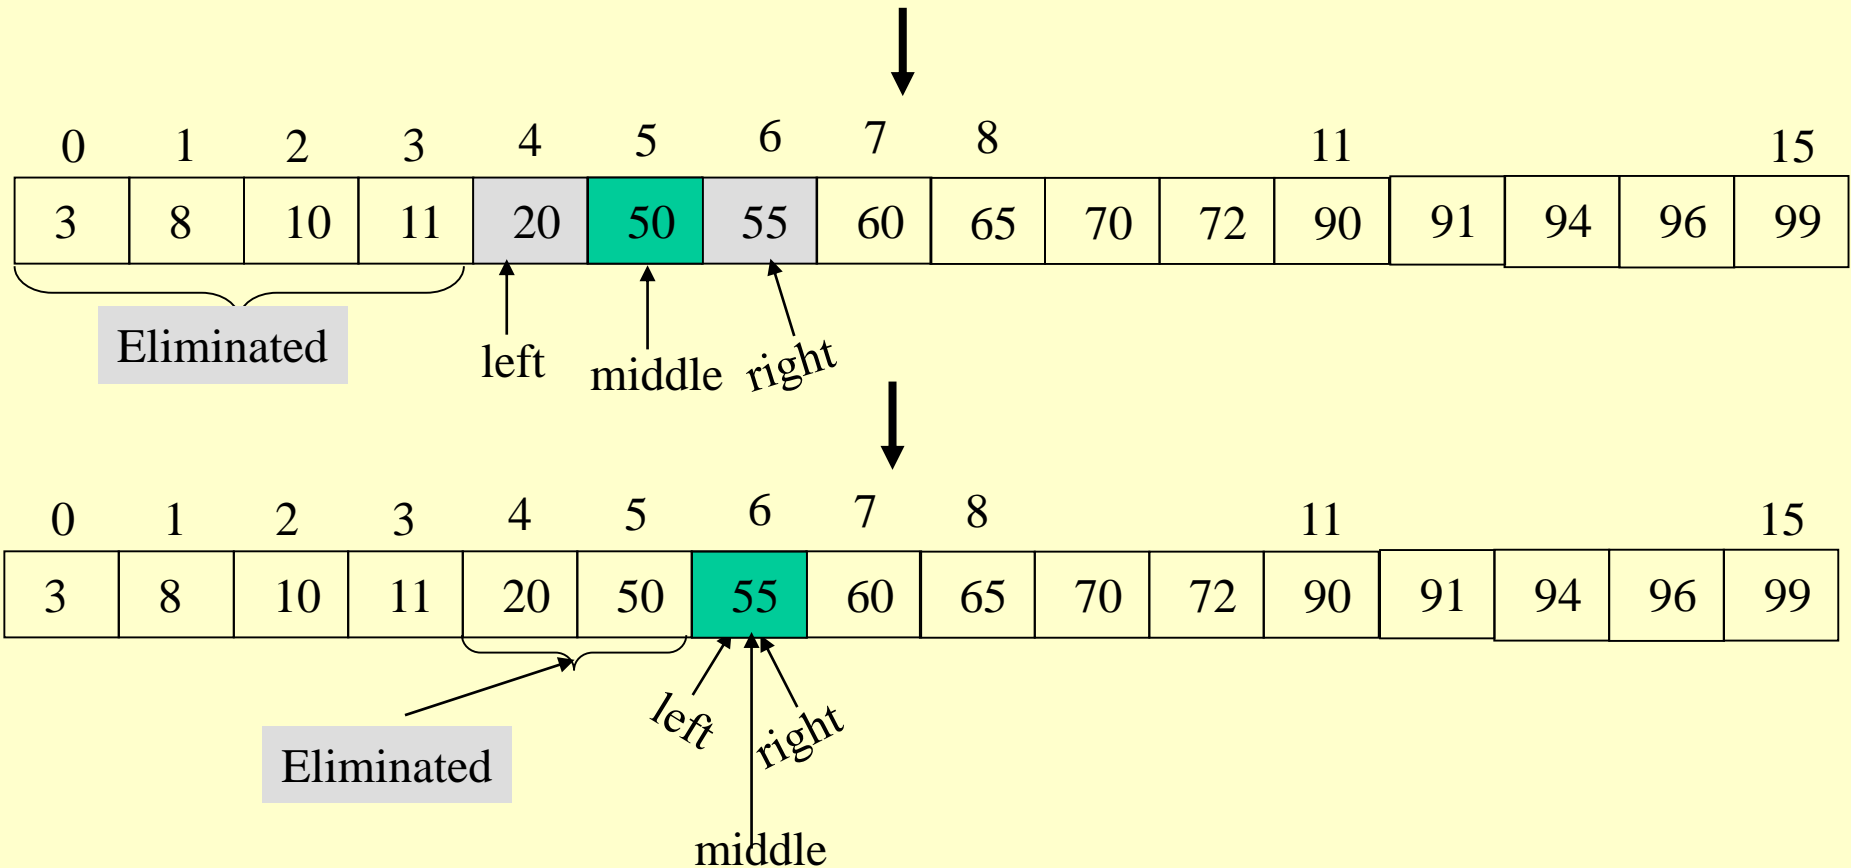 0 1 2 3 4 5 6 7 8 11 15
3 8 10 11 20 50 55 60 65 70 72 90 91 94 96 99
Eliminated
left middle right
0 1 2 3 4 5 6 7 8 11 15
3 8 10 11 20 50 55 60 65 70 72 90 91 94 96 99
left right
Eliminated
middle